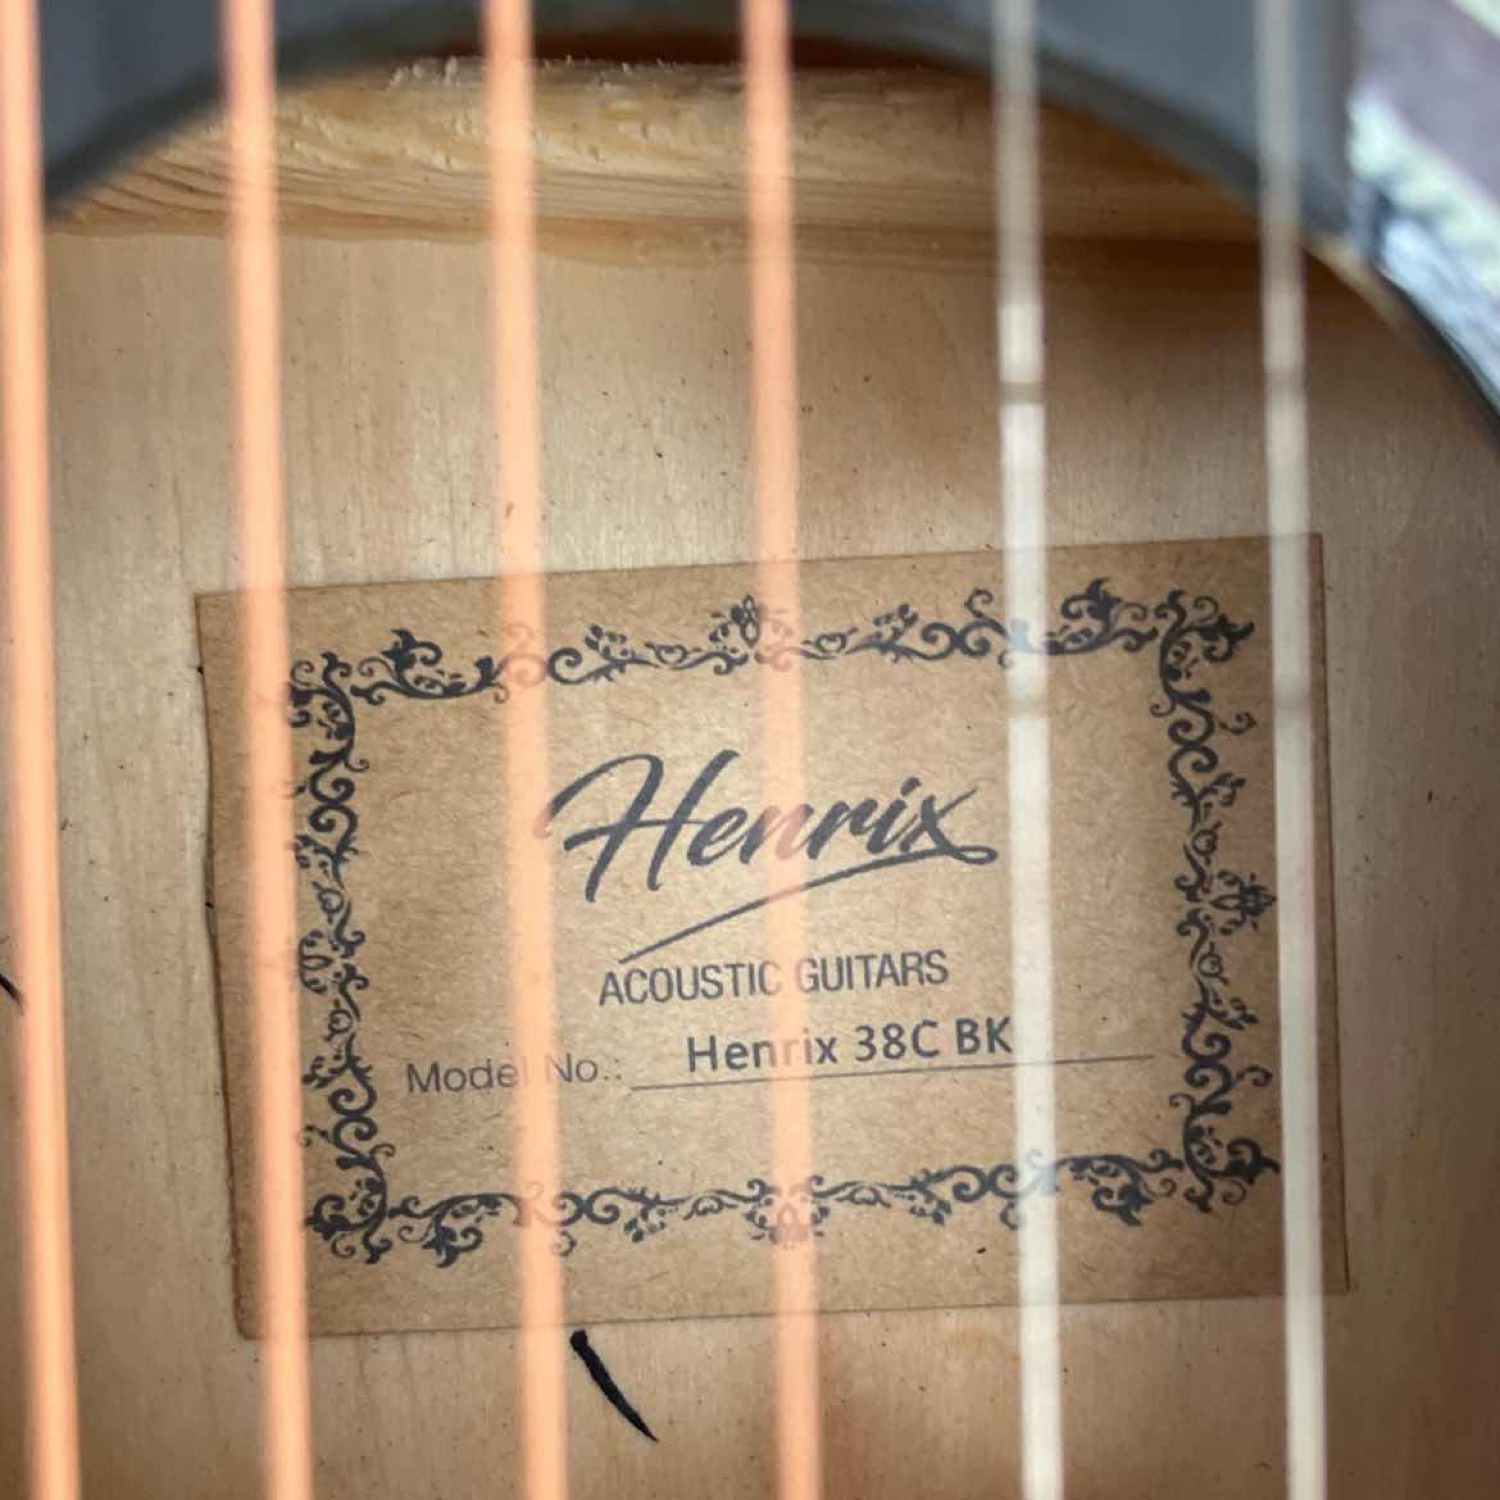 Henrix
ACOUSTIC GUITARS
Model No.: Henrix 38C BK